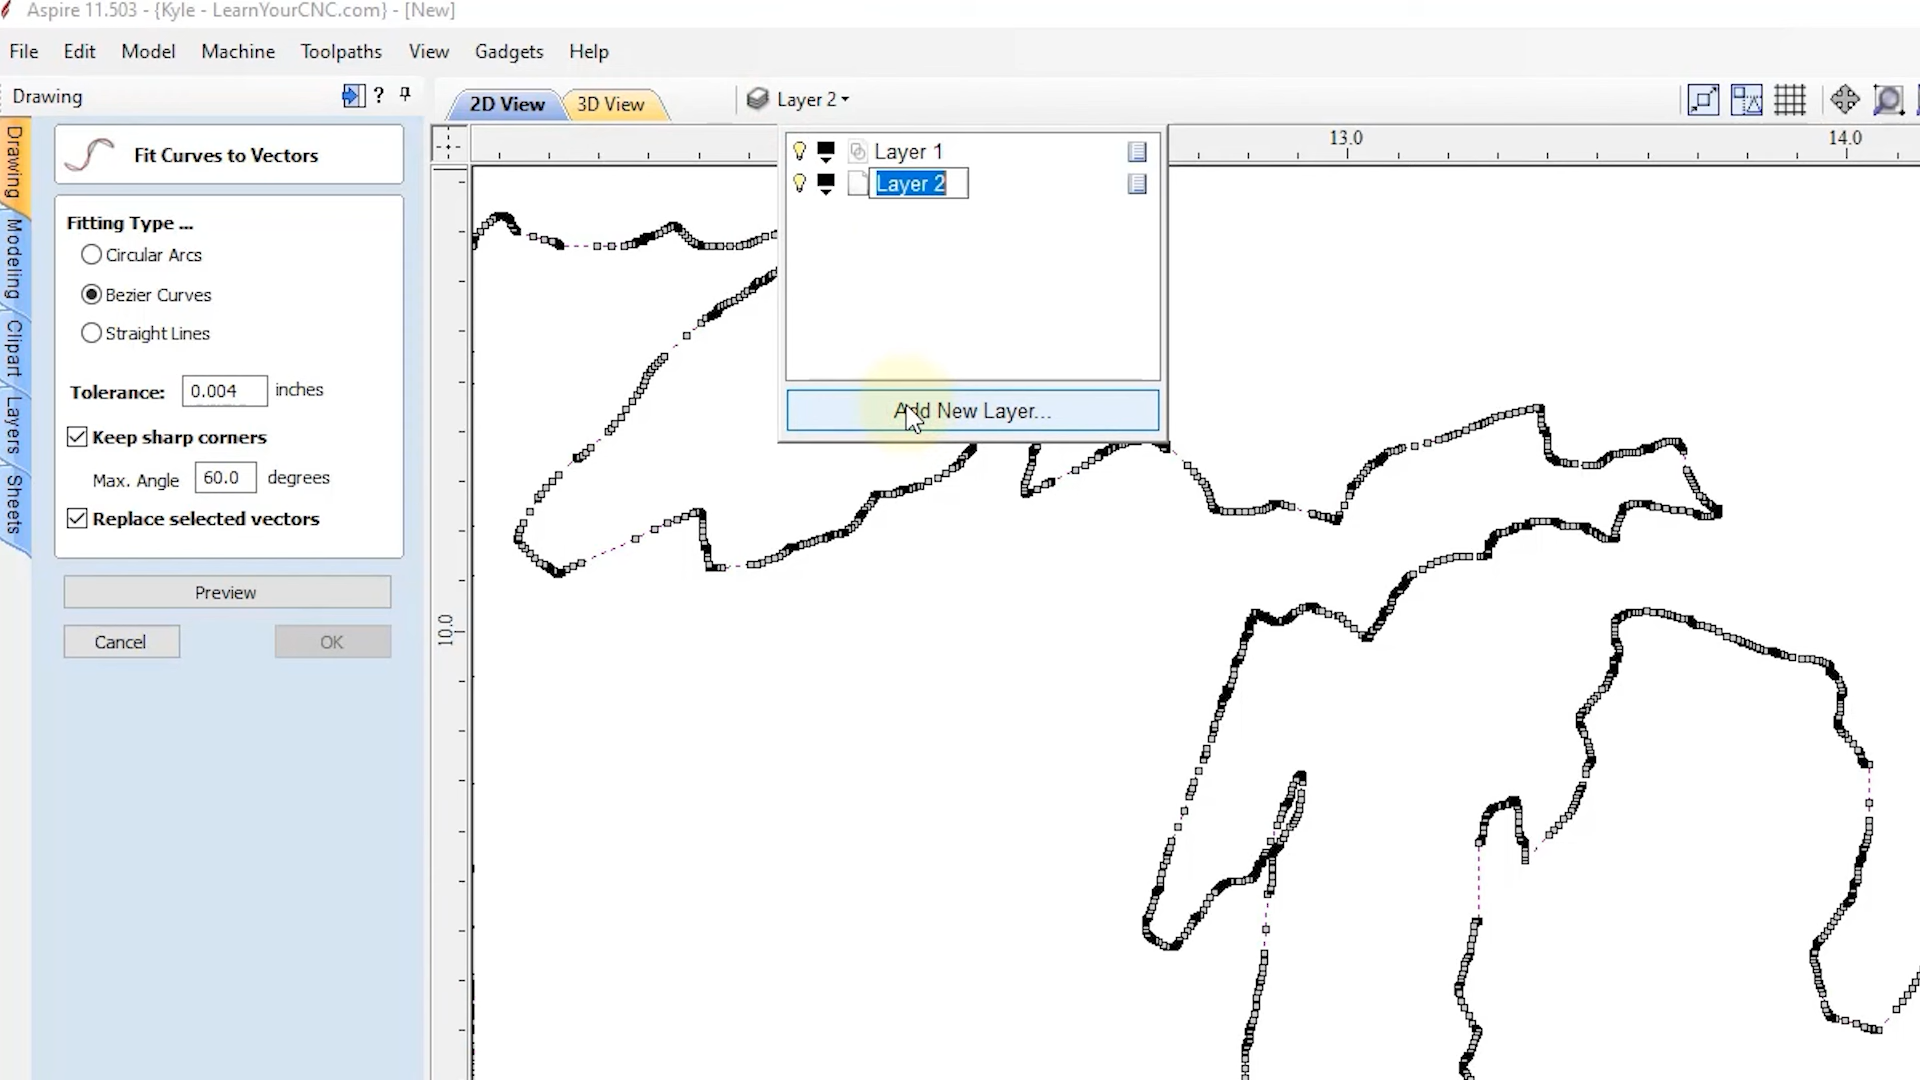 Aspire 11.503 - {Kyle - LearnYourCNC.com} - [New]
File Edit Model Machine Toolpaths View Gadgets Help
Drawing ?
2D View 3D View Layer 2
13.0 14.0
Drawing
Modeling
Clipart
Layers
Sheets
Fit Curves to Vectors
Fitting Type ...
Circular Arcs
Bezier Curves
Straight Lines
Tolerance: 0.004 inches
Keep sharp corners
Max. Angle 60.0 degrees
Replace selected vectors
Preview
Cancel OK
Layer 1
Layer 2
Add New Layer...
10.0